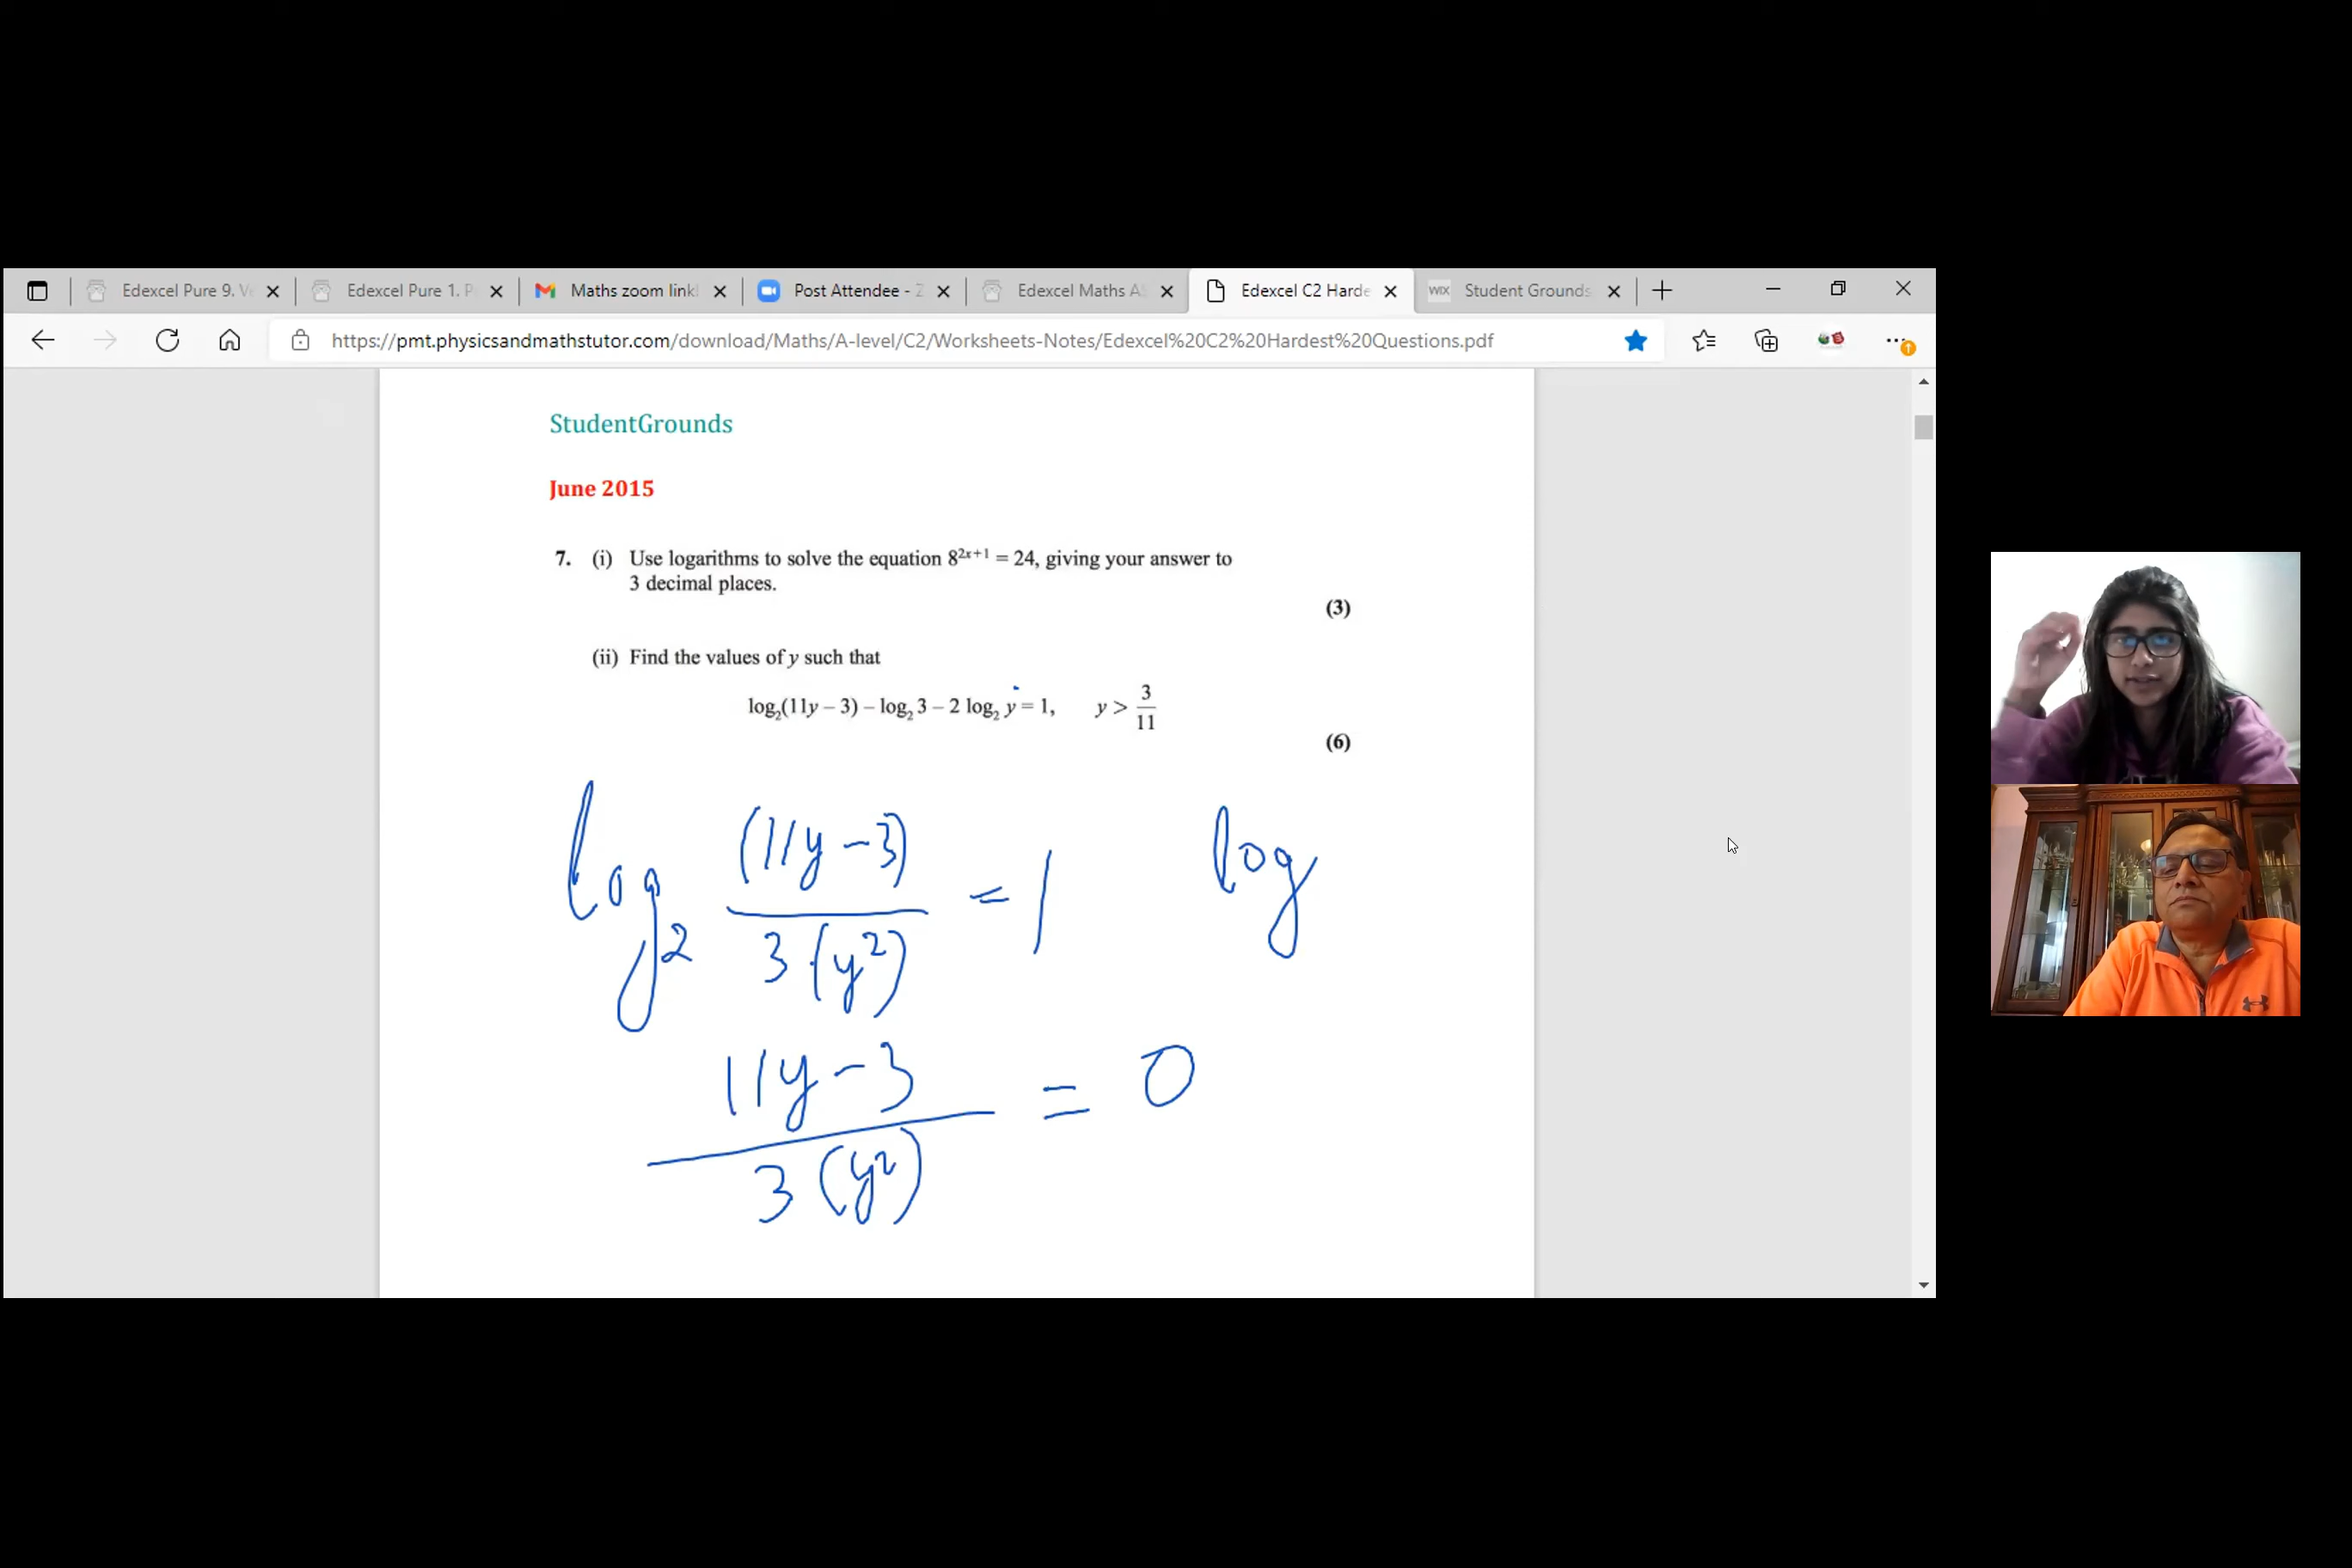 Edexcel Pure 9. Ve
Edexcel Pure 1. P
Maths zoom link
Post Attendee - Z
Edexcel Maths A
Edexcel C2 Harde
WIX Student Grounds
https://pmt.physicsandmathstutor.com/download/Maths/A-level/C2/Worksheets-Notes/Edexcel%20C2%20Hardest%20Questions.pdf
StudentGrounds
June 2015
7. (i) Use logarithms to solve the equation 8^{2x+1} = 24, giving your answer to
3 decimal places.
(3)
(ii) Find the values of y such that
log₂(11y – 3) – log₂ 3 – 2 log₂ y = 1, y > 3/11
(6)
log₂ (11y – 3) / 3(y²) = 1 log
11y – 3 / 3(y²) = 0